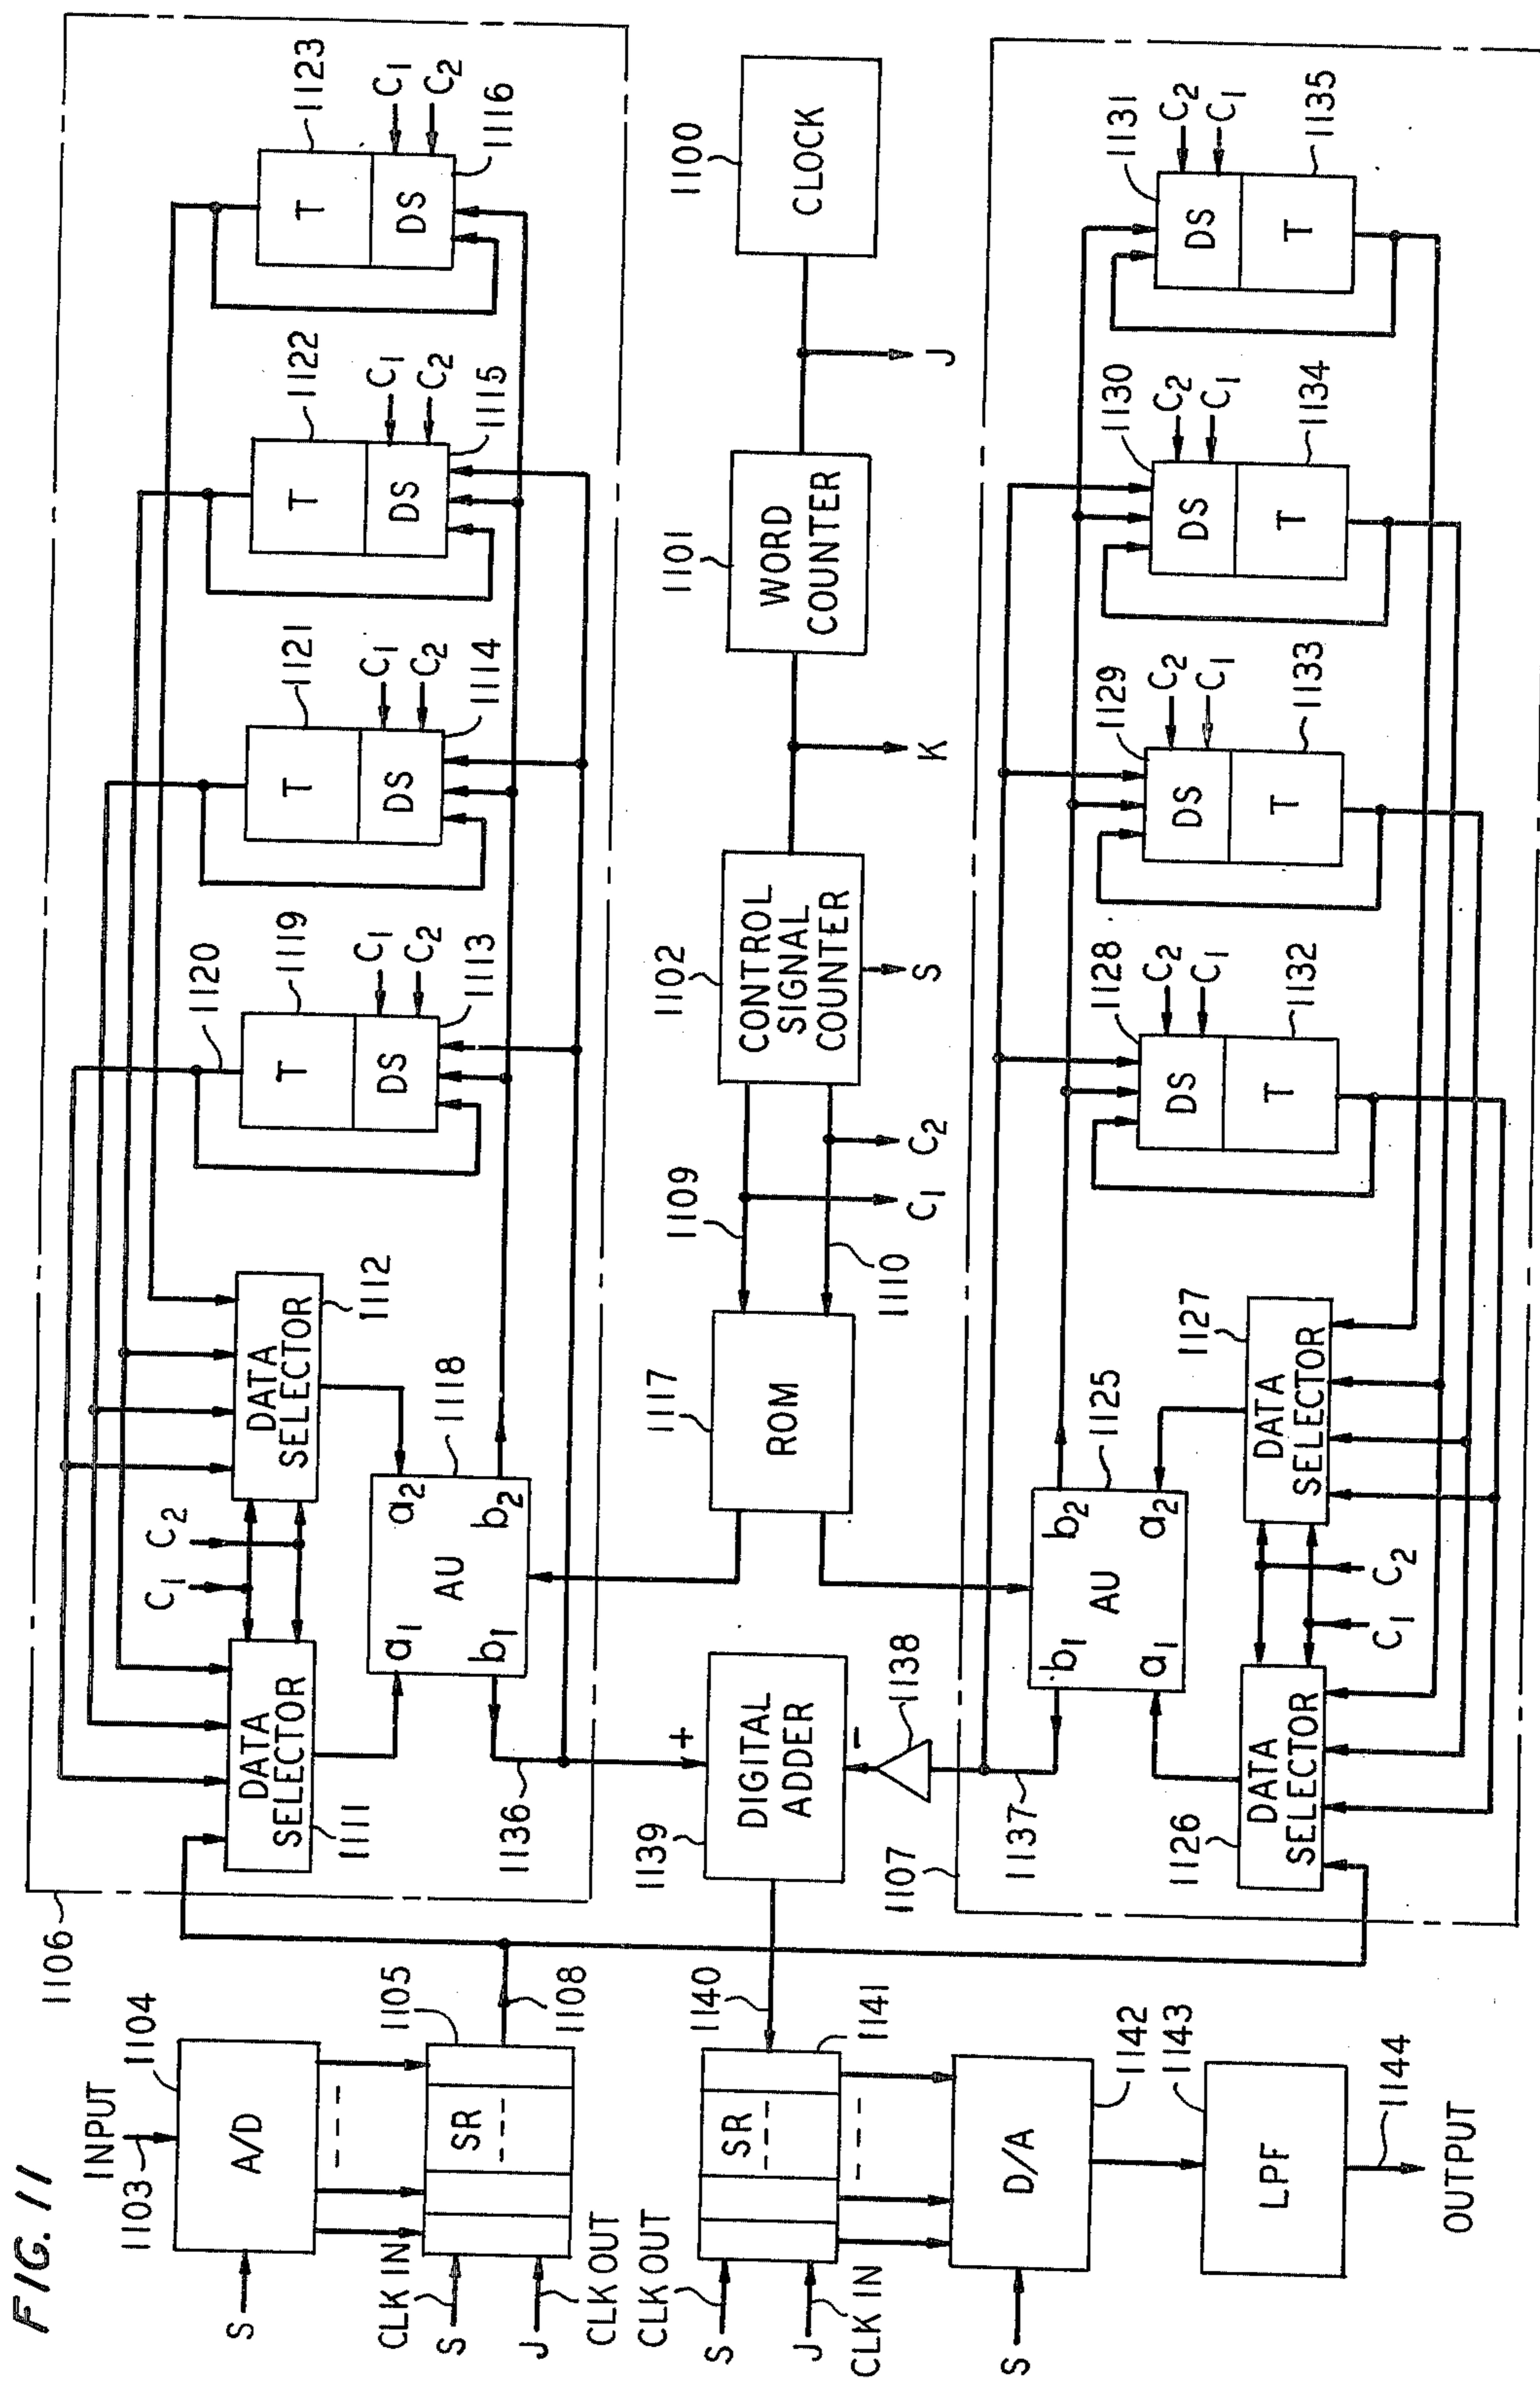 FIG. 11
INPUT
1103
1104
A/D
S
CLK IN
S
J
CLK OUT
1105
SR
1108
1106
1111
DATA
SELECTOR
C1
C2
DATA
SELECTOR
1112
a1
a2
AU
b1
b2
1118
1136
1120
1119
T
DS
C1
C2
1113
1121
T
DS
C1
C2
1114
1122
T
DS
C1
C2
1115
1123
T
DS
C1
C2
1116
1139
+
DIGITAL
ADDER
-
1138
1117
ROM
1109
1110
C1
C2
1102
CONTROL
SIGNAL
COUNTER
S
K
1101
WORD
COUNTER
J
1100
CLOCK
CLK OUT
S
J
CLK IN
1140
SR
1141
D/A
S
1142
1143
LPF
1144
OUTPUT
1107
1137
b1
b2
AU
a1
a2
1125
1126
DATA
SELECTOR
C1
C2
1127
DATA
SELECTOR
1128
C2
C1
DS
T
1132
1129
C2
C1
DS
T
1133
1130
C2
C1
DS
T
1134
1131
C2
C1
DS
T
1135